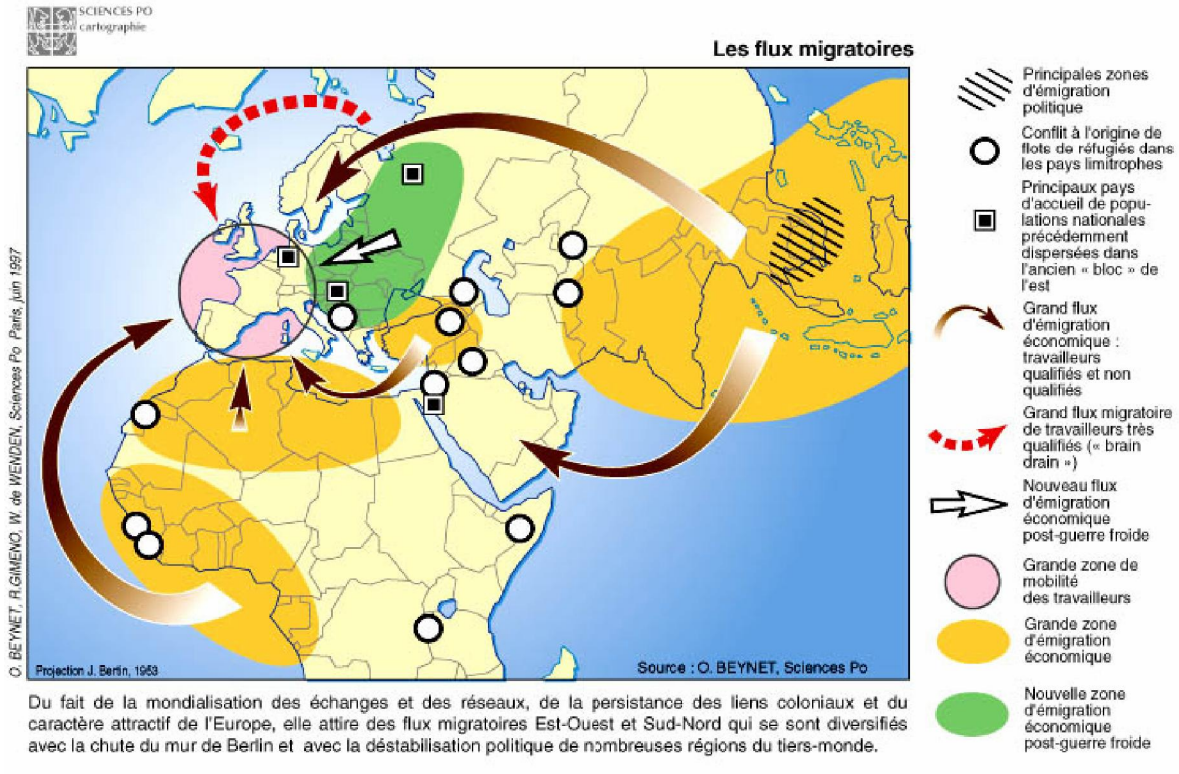 SCIENCES PO
cartographie
Les flux migratoires
O. BEYNET, R.GIMENO, W. de WENDEN, Sciences Po Paris, juin 1997
Projection J. Bertin, 1953
Source : O. BEYNET, Sciences Po
Principales zones
d'émigration
politique
Conflit à l'origine de
flots de réfugiés dans
les pays limitrophes
Principaux pays
d'accueil de popu-
lations nationales
précédemment
dispersées dans
l'ancien « bloc » de
l'est
Grand flux
d'émigration
économique :
travailleurs
qualifiés et non
qualifiés
Grand flux migratoire
de travailleurs très
qualifiés (« brain
drain »)
Nouveau flux
d'émigration
économique
post-guerre froide
Grande zone de
mobilité
des travailleurs
Grande zone
d'émigration
économique
Nouvelle zone
d'émigration
économique
post-guerre froide
Du fait de la mondialisation des échanges et des réseaux, de la persistance des liens coloniaux et du
caractère attractif de l'Europe, elle attire des flux migratoires Est-Ouest et Sud-Nord qui se sont diversifiés
avec la chute du mur de Berlin et avec la déstabilisation politique de nombreuses régions du tiers-monde.